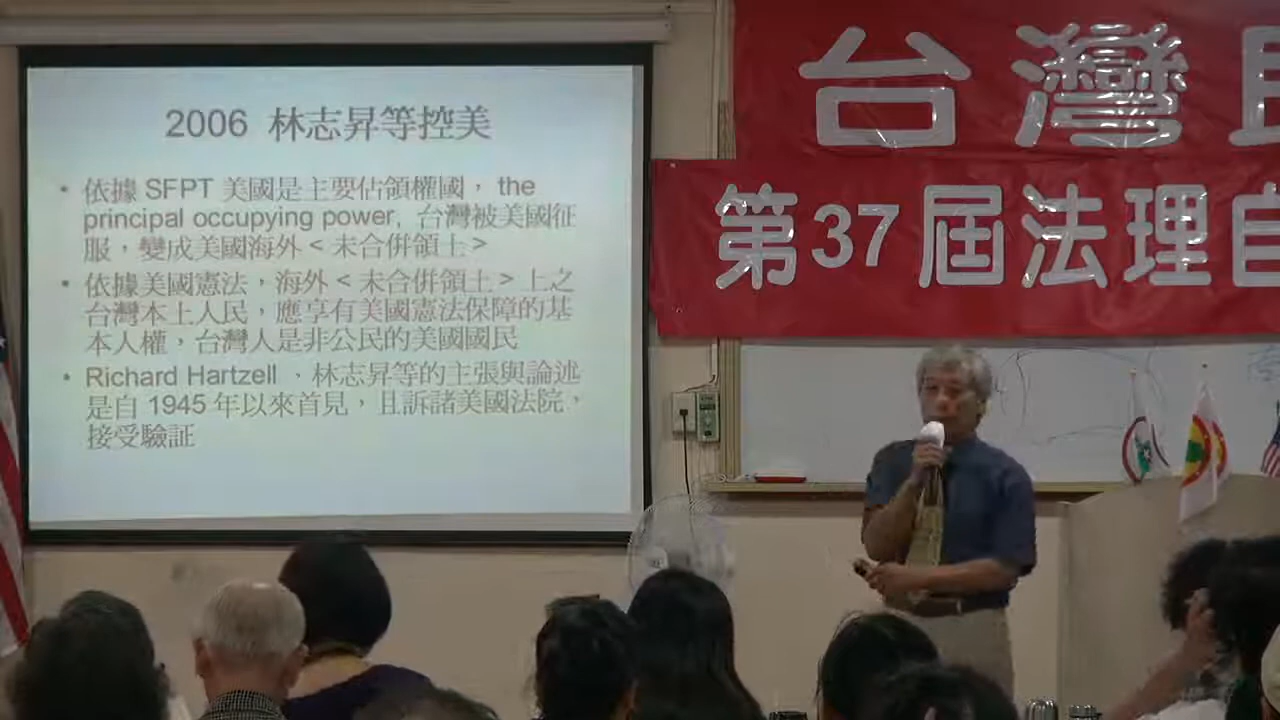 2006 林志昇等控美
• 依據 SFPT 美國是主要佔領權國， the
principal occupying power, 台灣被美國征
服，變成美國海外 < 未合併領土 >
• 依據美國憲法，海外 < 未合併領土 > 上之
台灣本土人民，應享有美國憲法保障的基
本人權，台灣人是非公民的美國國民
• Richard Hartzell 、林志昇等的主張與論述
是自 1945 年以來首見，且訴諸美國法院，
接受驗証
台灣
第37屆法理自